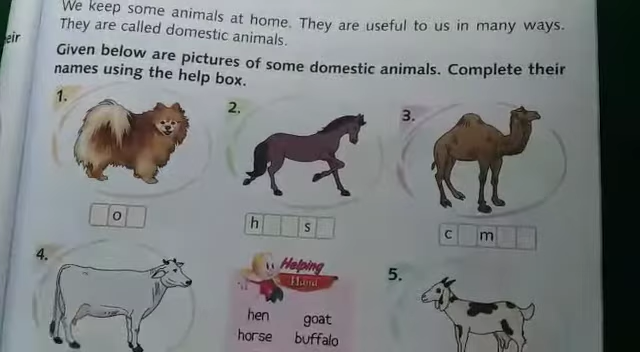 We keep some animals at home. They are useful to us in many ways.
They are called domestic animals.
eir
Given below are pictures of some domestic animals. Complete their
names using the help box.
1.
2.
3.
o
h s
c m
4.
Helping
Hand
5.
hen goat
horse buffalo